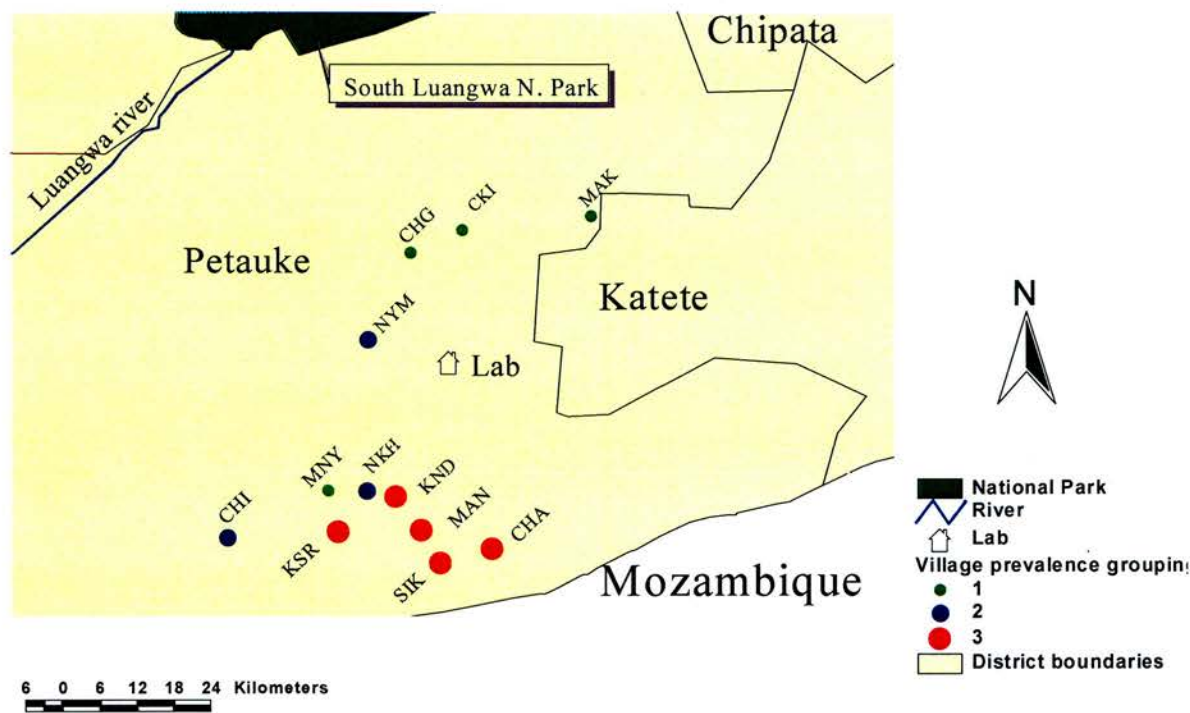 Chipata
South Luangwa N. Park
Luangwa river
MAK
CKI
CHG
Petauke
Katete
NYM
Lab
N
MNY
NKH
KND
CHI
MAN
CHA
KSR
SIK
Mozambique
National Park
River
Lab
Village prevalence grouping
1
2
3
District boundaries
6 0 6 12 18 24 Kilometers